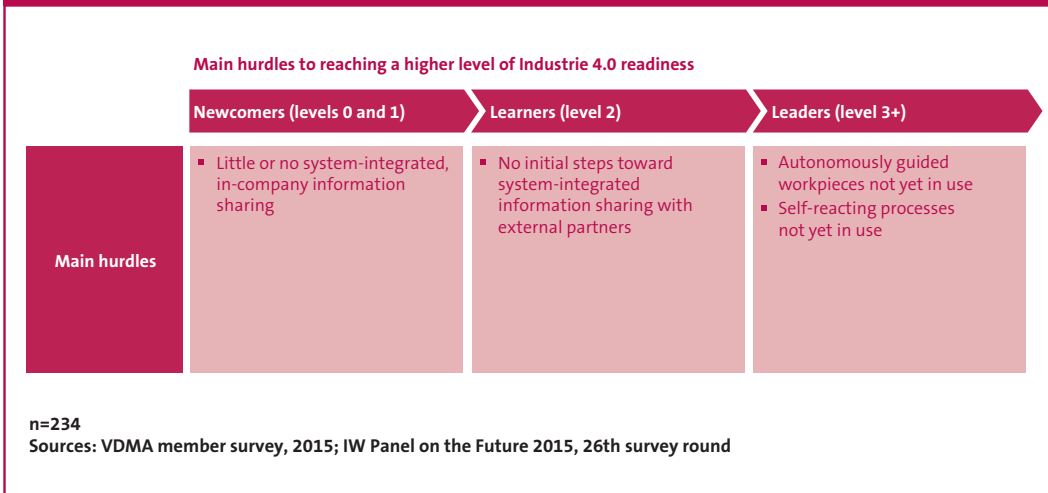 Main hurdles to reaching a higher level of Industrie 4.0 readiness
Newcomers (levels 0 and 1)
Learners (level 2)
Leaders (level 3+)
Main hurdles
▪ Little or no system-integrated,
in-company information
sharing
▪ No initial steps toward
system-integrated
information sharing with
external partners
▪ Autonomously guided
workpieces not yet in use
▪ Self-reacting processes
not yet in use
n=234
Sources: VDMA member survey, 2015; IW Panel on the Future 2015, 26th survey round